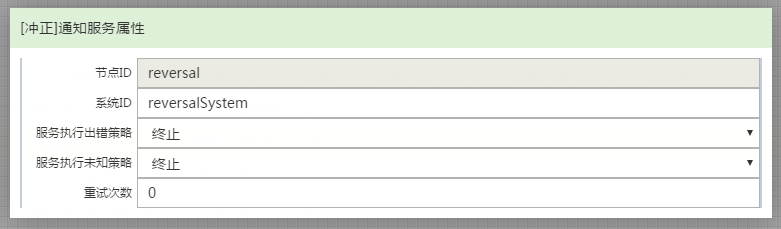 [冲正]通知服务属性
节点ID reversal
系统ID reversalSystem
服务执行出错策略 终止
服务执行未知策略 终止
重试次数 0